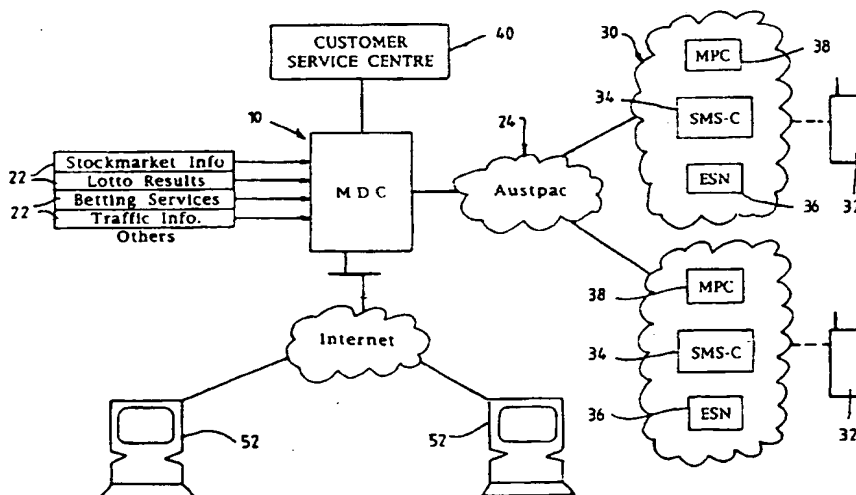 CUSTOMER
SERVICE CENTRE
40
30
MPC
38
34
SMS-C
10
24
Stockmarket Info
22
Lotto Results
MDC
Austpac
Betting Services
22
Traffic Info.
Others
ESN
36
32
38
MPC
Internet
34
SMS-C
36
ESN
52
52
32